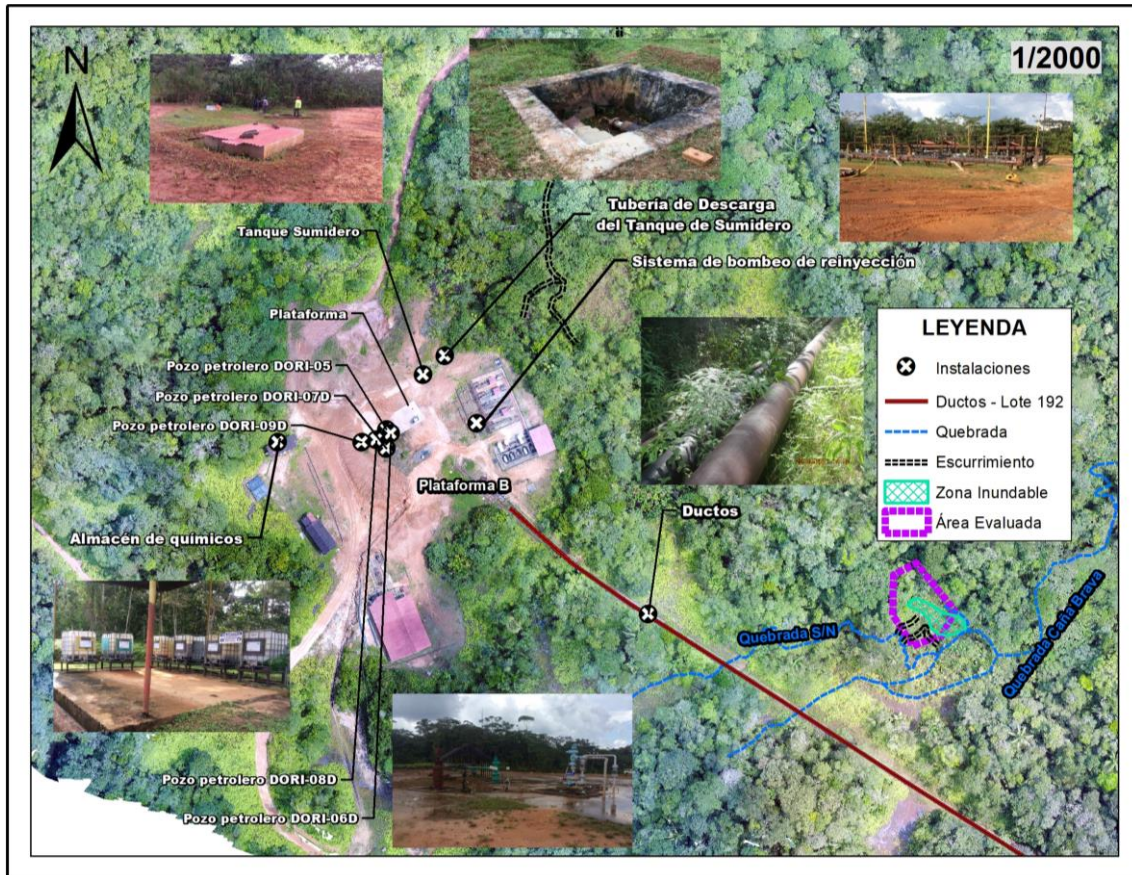 N
1/2000
Tubería de Descarga
del Tanque de Sumidero
Tanque Sumidero
Sistema de bombeo de reinyección
Plataforma
Pozo petrolero DORI-05
Pozo petrolero DORI-07D
Pozo petrolero DORI-09D
Plataforma B
Almacén de químicos
Ductos
LEYENDA
Instalaciones
Ductos - Lote 192
Quebrada
Escurrimiento
Zona Inundable
Área Evaluada
Quebrada S/N
Quebrada Caña Brava
Pozo petrolero DORI-08D
Pozo petrolero DORI-06D